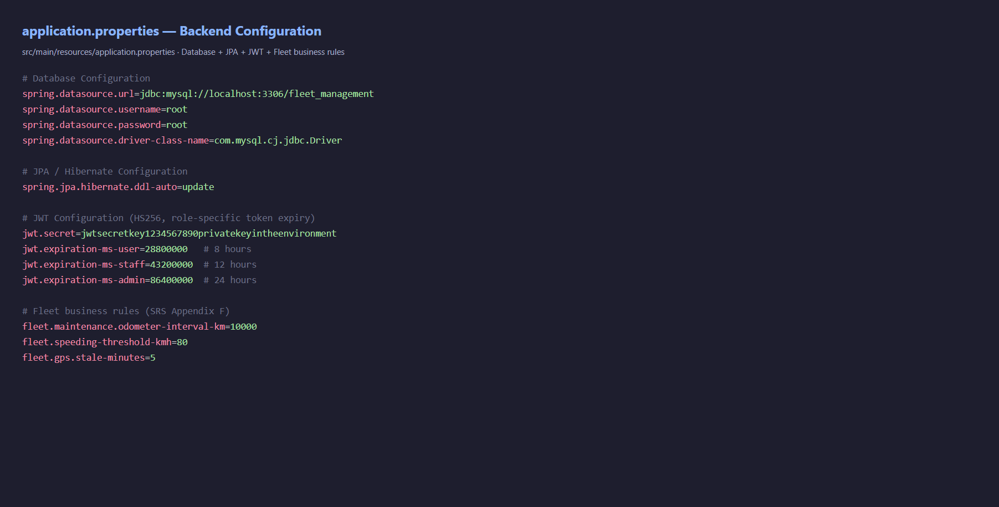 application.properties — Backend Configuration
src/main/resources/application.properties · Database + JPA + JWT + Fleet business rules
# Database Configuration
spring.datasource.url=jdbc:mysql://localhost:3306/fleet_management
spring.datasource.username=root
spring.datasource.password=root
spring.datasource.driver-class-name=com.mysql.cj.jdbc.Driver
# JPA / Hibernate Configuration
spring.jpa.hibernate.ddl-auto=update
# JWT Configuration (HS256, role-specific token expiry)
jwt.secret=jwtsecretkey1234567890privatekeyintheenvironment
jwt.expiration-ms-user=28800000   # 8 hours
jwt.expiration-ms-staff=43200000  # 12 hours
jwt.expiration-ms-admin=86400000  # 24 hours
# Fleet business rules (SRS Appendix F)
fleet.maintenance.odometer-interval-km=10000
fleet.speeding-threshold-kmh=80
fleet.gps.stale-minutes=5